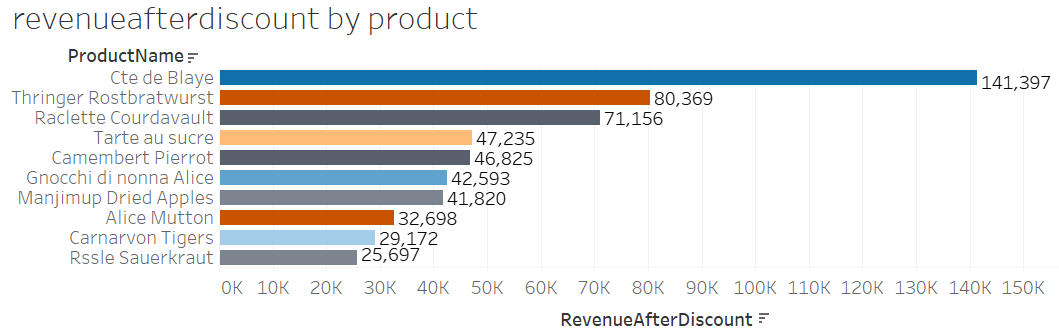 revenueafterdiscount by product
ProductName
Cte de Blaye 141,397
Thringer Rostbratwurst 80,369
Raclette Courdavault 71,156
Tarte au sucre 47,235
Camembert Pierrot 46,825
Gnocchi di nonna Alice 42,593
Manjimup Dried Apples 41,820
Alice Mutton 32,698
Carnarvon Tigers 29,172
Rssle Sauerkraut 25,697
0K 10K 20K 30K 40K 50K 60K 70K 80K 90K 100K 110K 120K 130K 140K 150K
RevenueAfterDiscount